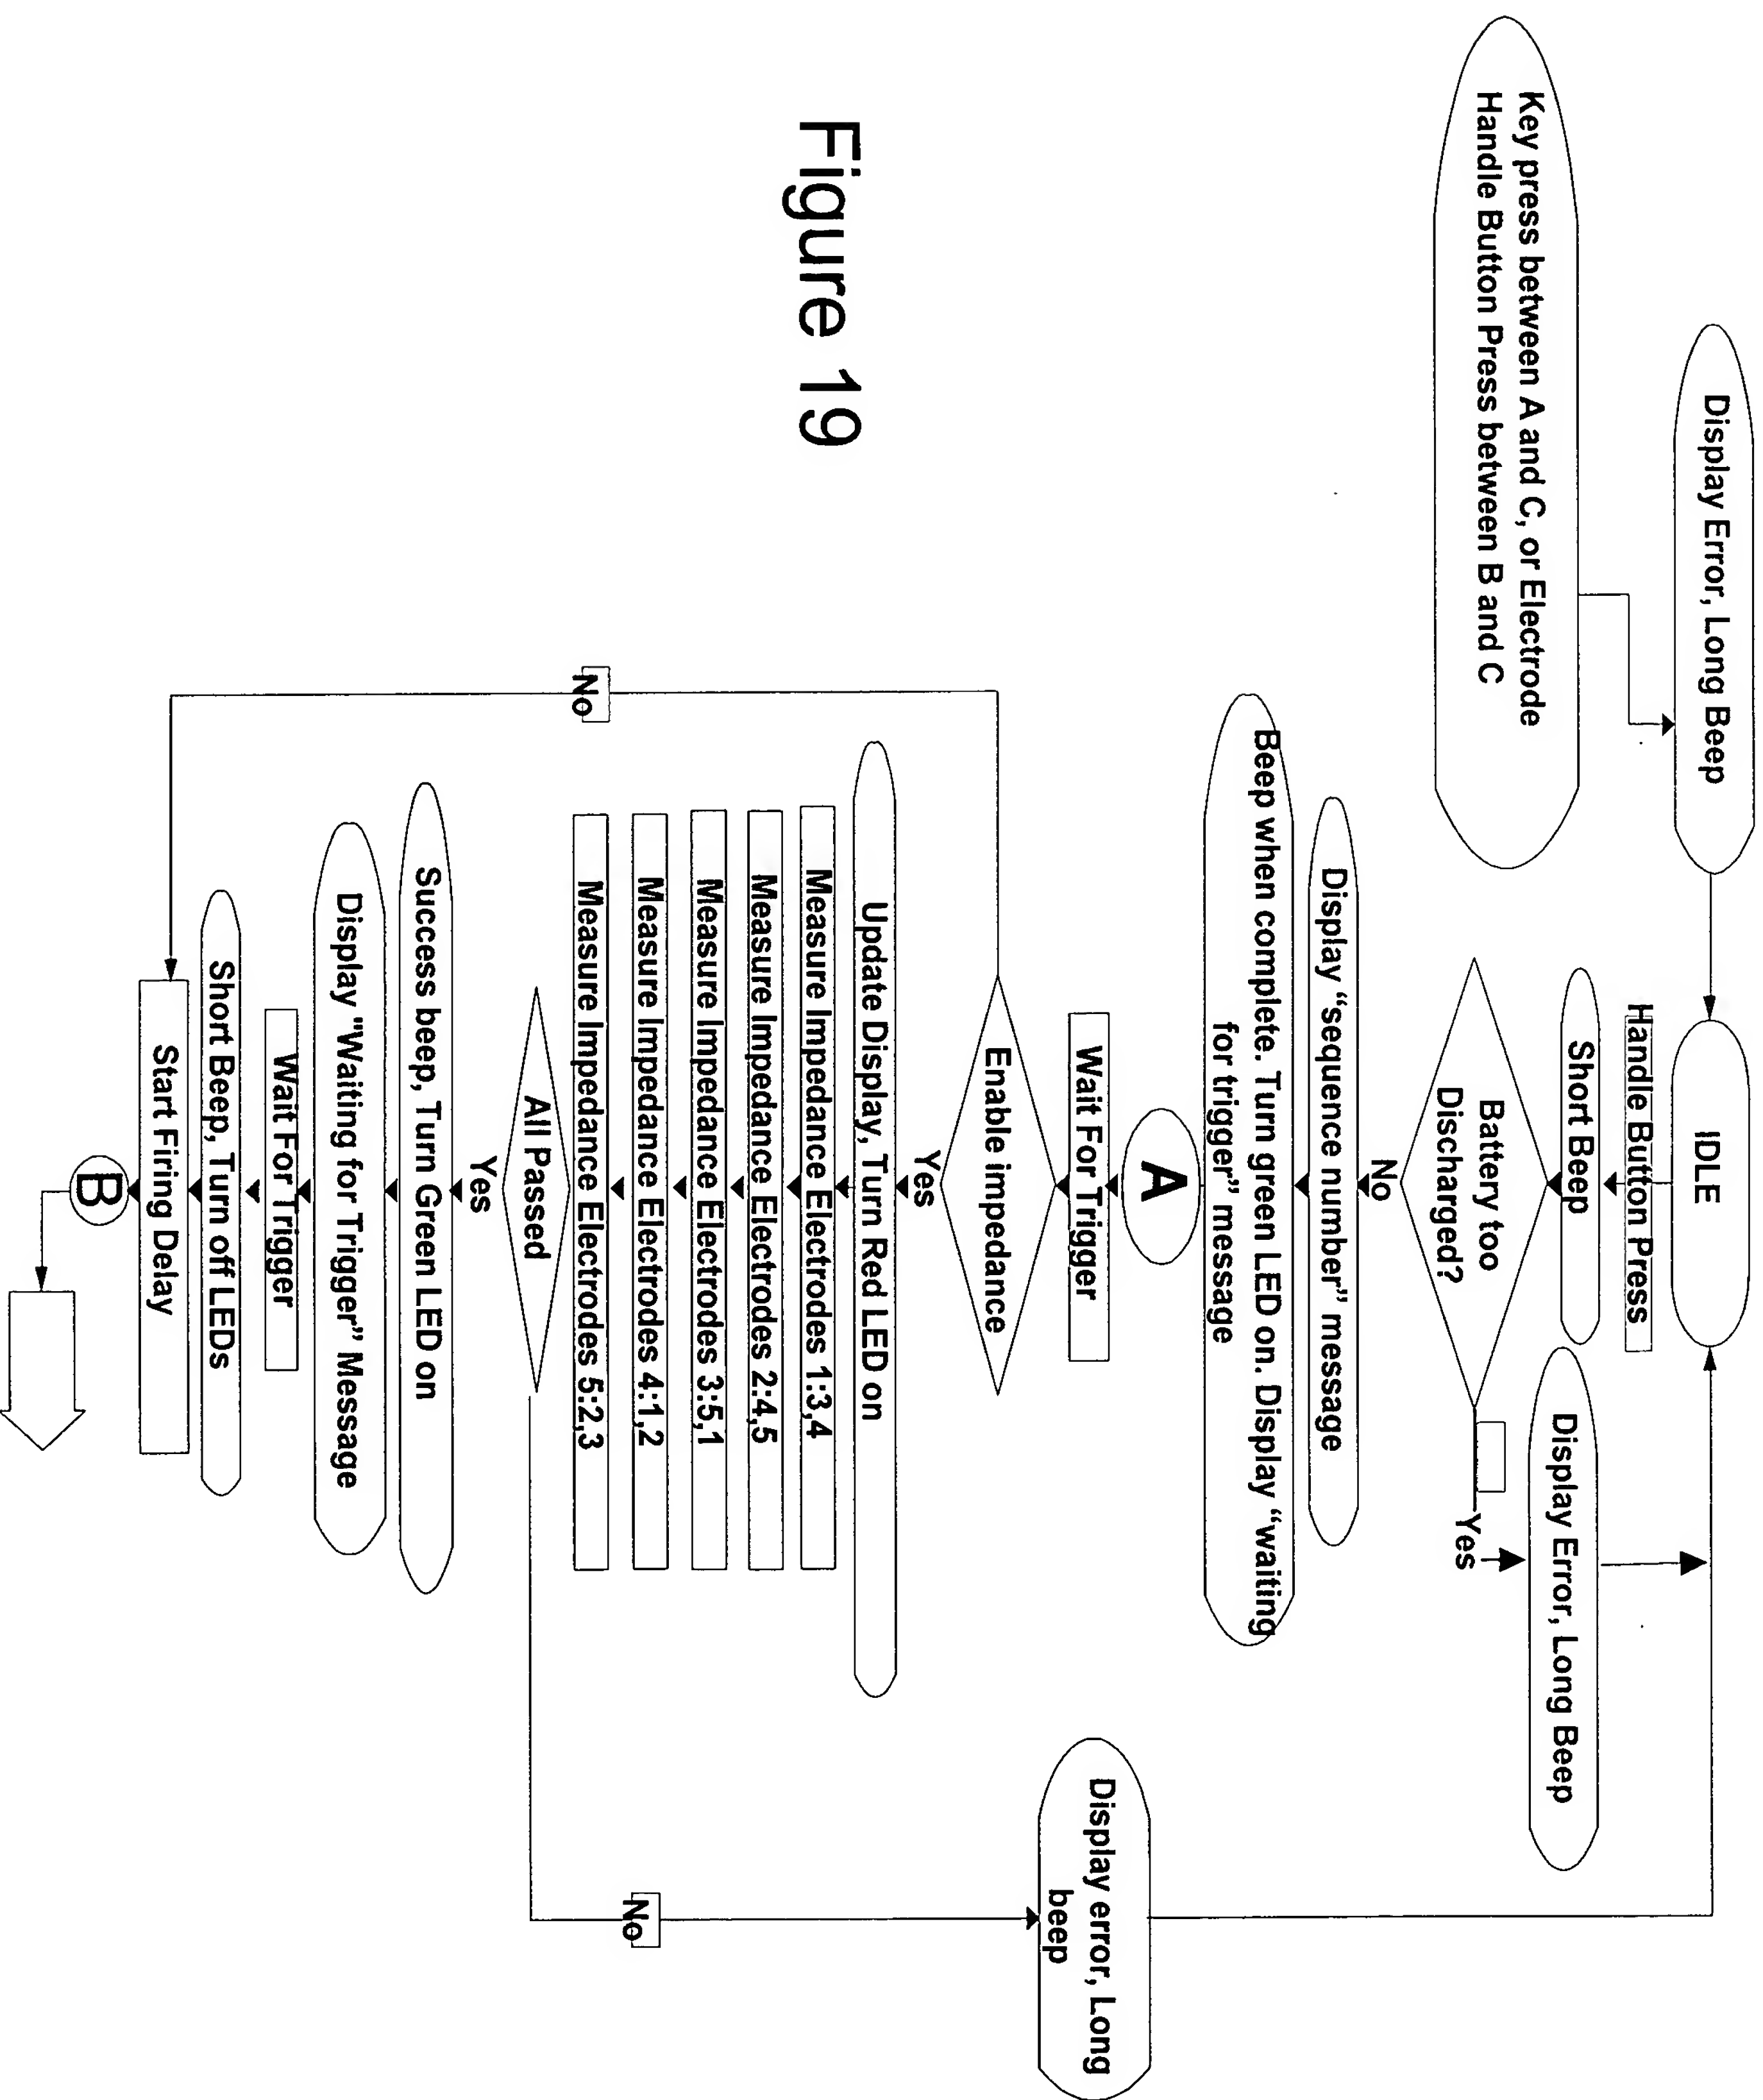 Display Error, Long Beep
IDLE
Handle Button Press
Short Beep
Display Error, Long Beep
Key press between A and C, or Electrode
Handle Button Press between B and C
Battery too
Discharged?
Yes
No
Display “sequence number” message
Beep when complete. Turn green LED on. Display “waiting
for trigger” message
A
Wait For Trigger
Display error, Long
beep
Enable impedance
Yes
Update Display, Turn Red LED on
Measure Impedance Electrodes 1:3,4
Measure Impedance Electrodes 2:4,5
Measure Impedance Electrodes 3:5,1
Measure Impedance Electrodes 4:1,2
Measure Impedance Electrodes 5:2,3
No
No
All Passed
Yes
Success beep, Turn Green LED on
Display "Waiting for Trigger” Message
Wait For Trigger
Short Beep, Turn off LEDs
Start Firing Delay
B
Figure 19